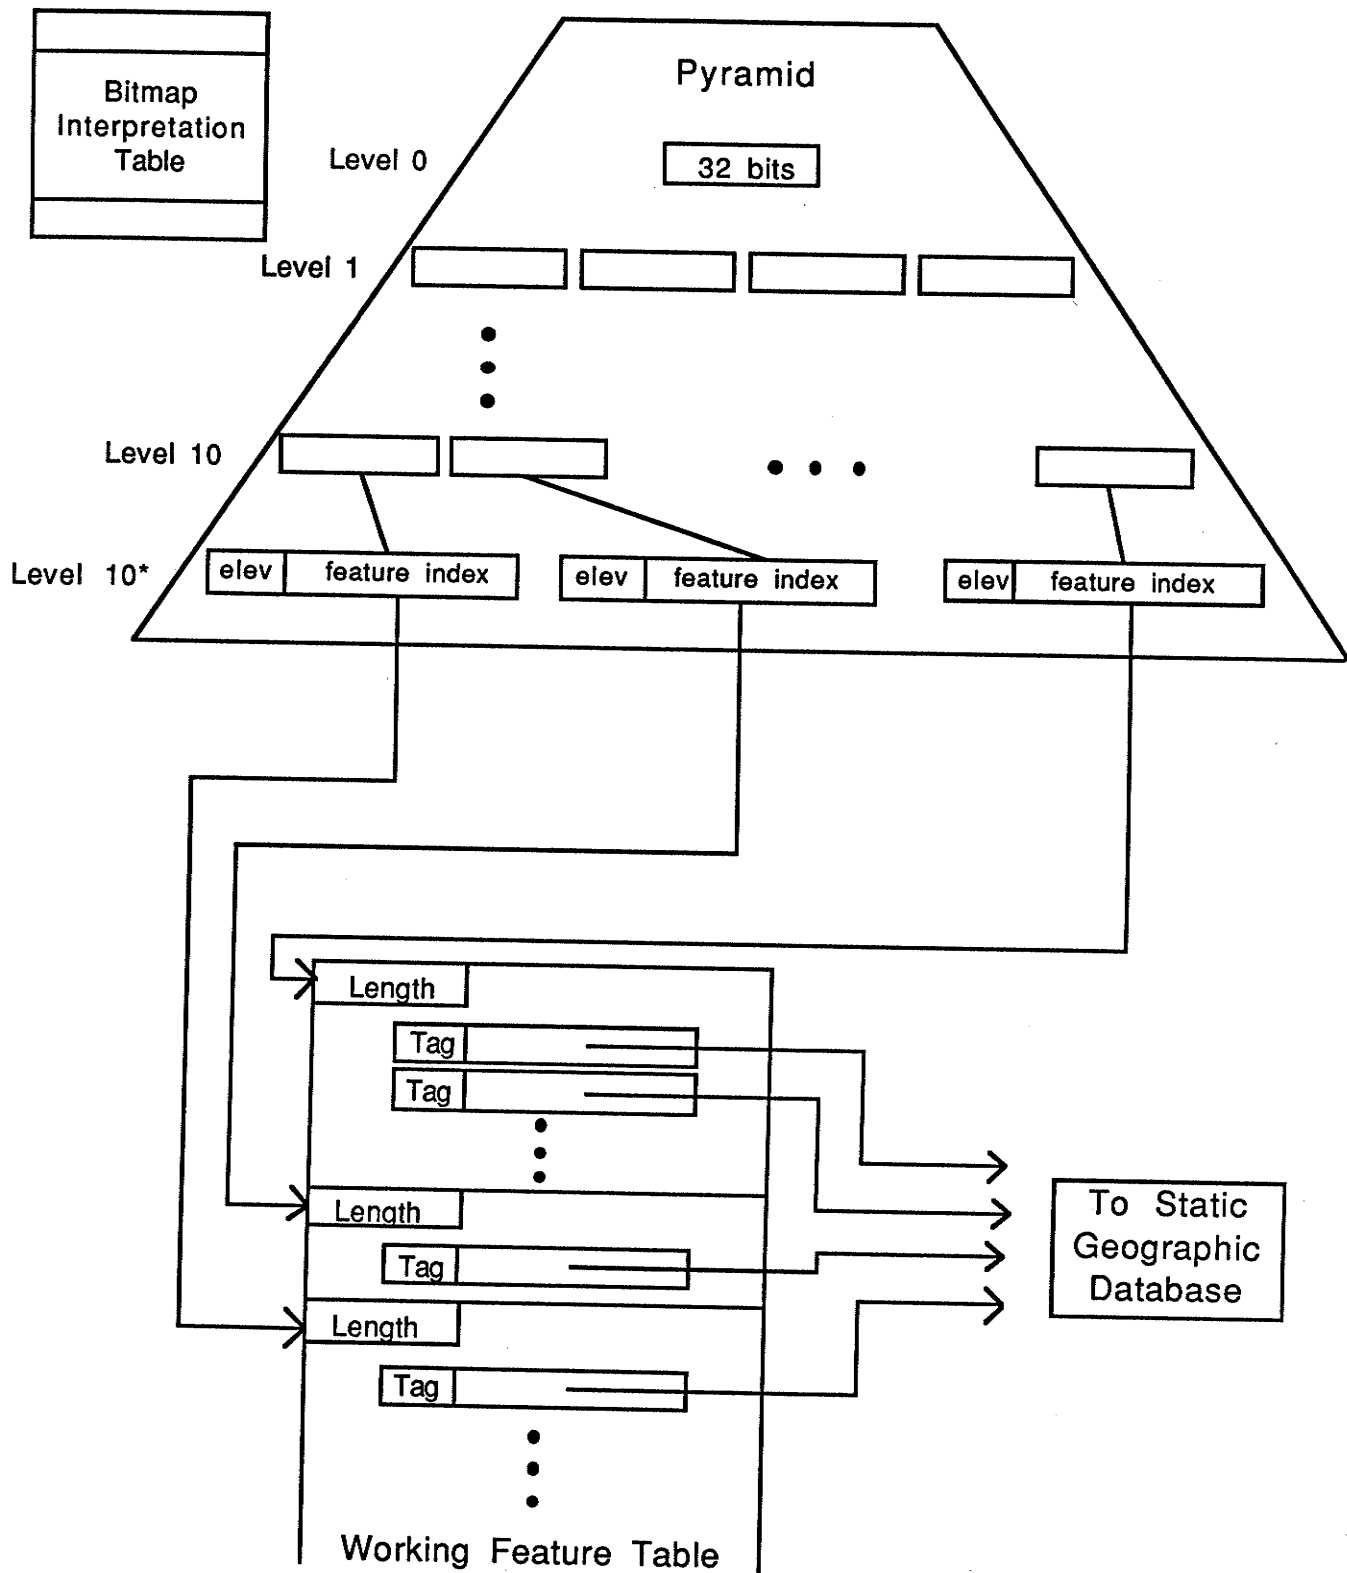 Bitmap
Interpretation
Table
Pyramid
Level 0
32 bits
Level 1
Level 10
Level 10*
elev feature index
elev feature index
elev feature index
Length
Tag
Tag
Length
Tag
Length
Tag
To Static
Geographic
Database
Working Feature Table